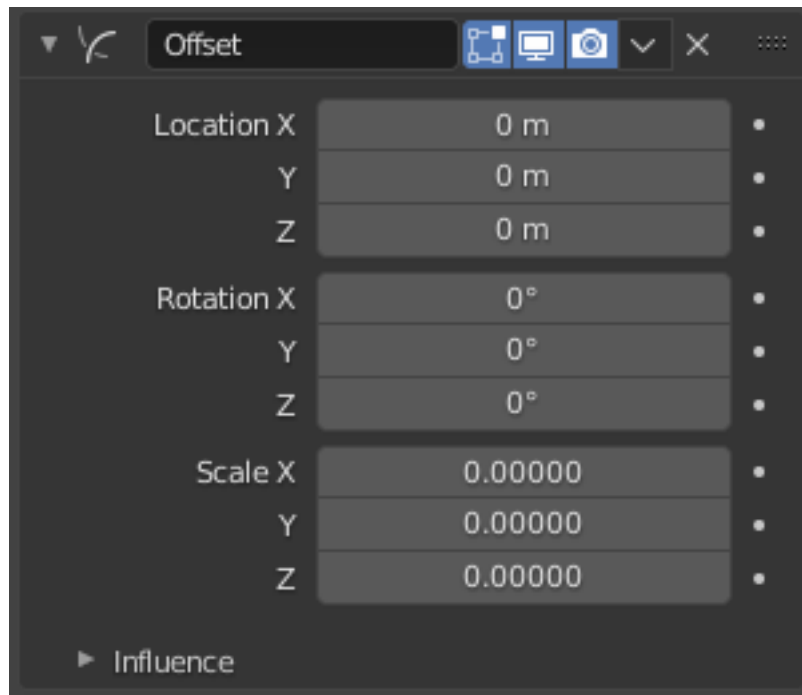 Offset
Location X 0 m
Y 0 m
Z 0 m
Rotation X 0°
Y 0°
Z 0°
Scale X 0.00000
Y 0.00000
Z 0.00000
Influence